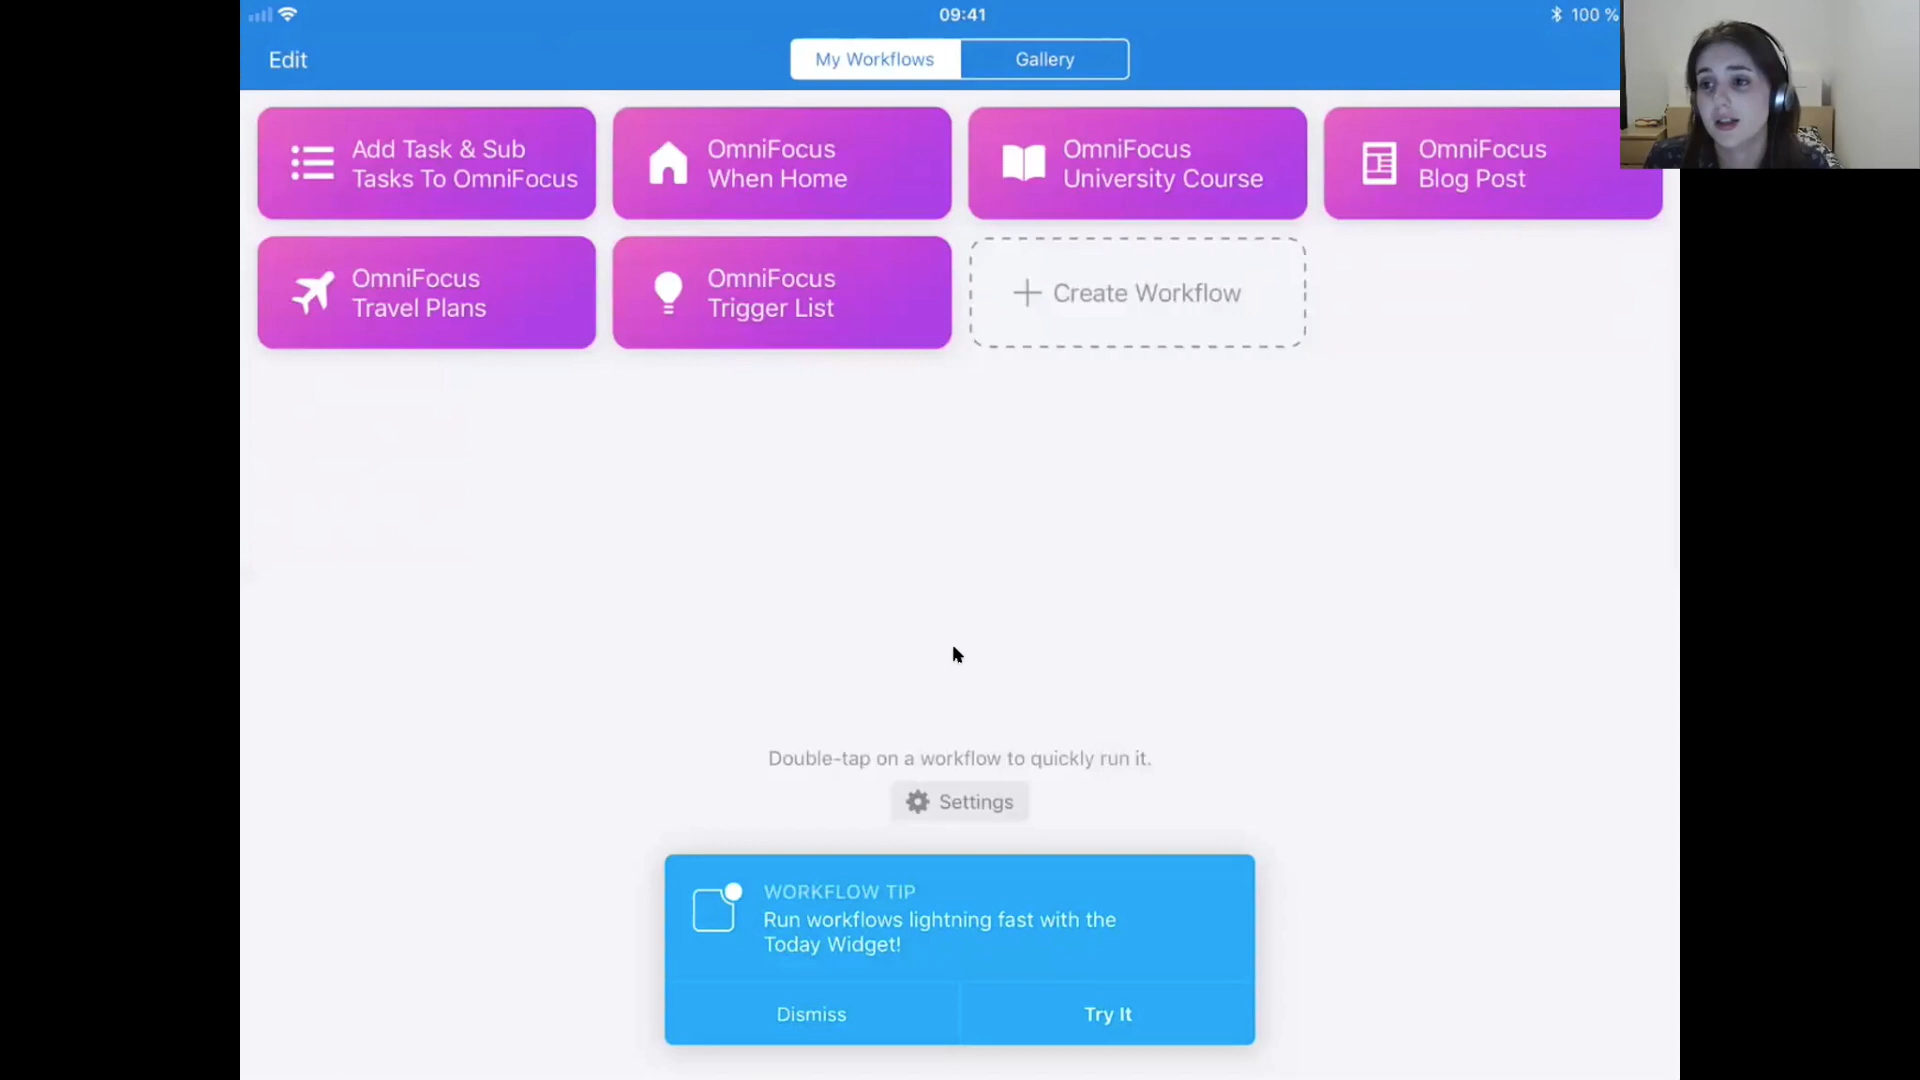 09:41
100 %
Edit
My Workflows
Gallery
Add Task & Sub
Tasks To OmniFocus
OmniFocus
When Home
OmniFocus
University Course
OmniFocus
Blog Post
OmniFocus
Travel Plans
OmniFocus
Trigger List
Create Workflow
Double-tap on a workflow to quickly run it.
Settings
WORKFLOW TIP
Run workflows lightning fast with the
Today Widget!
Dismiss
Try It